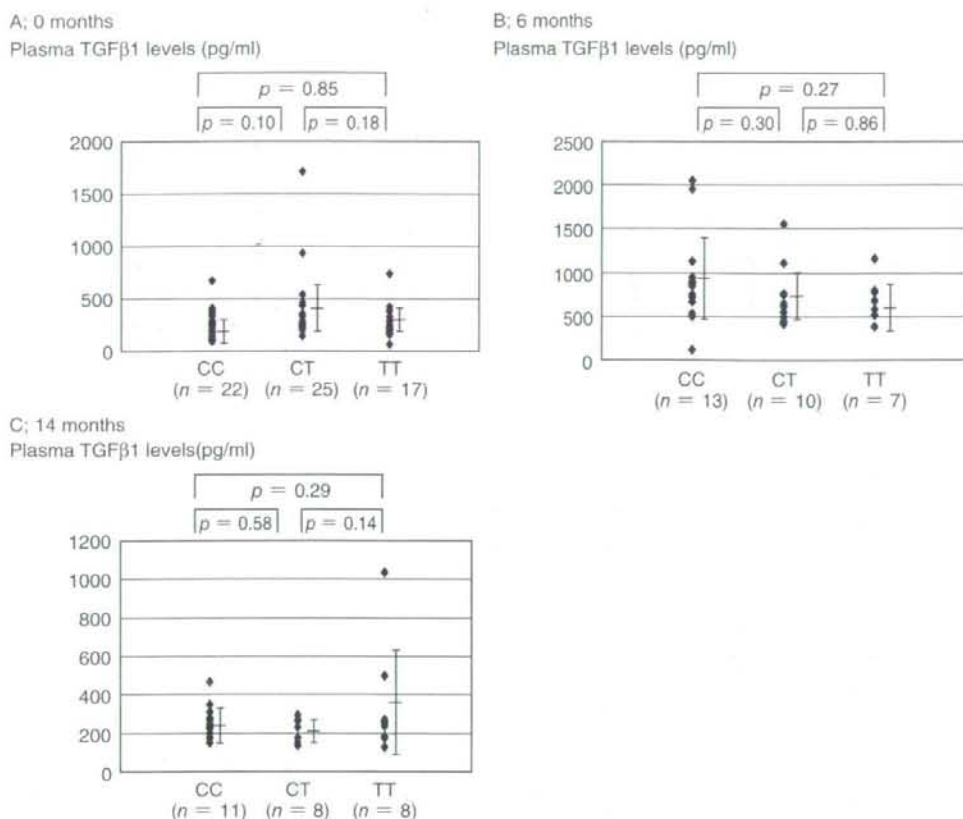 A; 0 months
Plasma TGFβ1 levels (pg/ml)
p = 0.85
p = 0.10
p = 0.18
2000
1500
1000
500
0
CC
CT
TT
(n = 22)
(n = 25)
(n = 17)
B; 6 months
Plasma TGFβ1 levels (pg/ml)
p = 0.27
p = 0.30
p = 0.86
2500
2000
1500
1000
500
0
CC
CT
TT
(n = 13)
(n = 10)
(n = 7)
C; 14 months
Plasma TGFβ1 levels(pg/ml)
p = 0.29
p = 0.58
p = 0.14
1200
1000
800
600
400
200
0
CC
CT
TT
(n = 11)
(n = 8)
(n = 8)